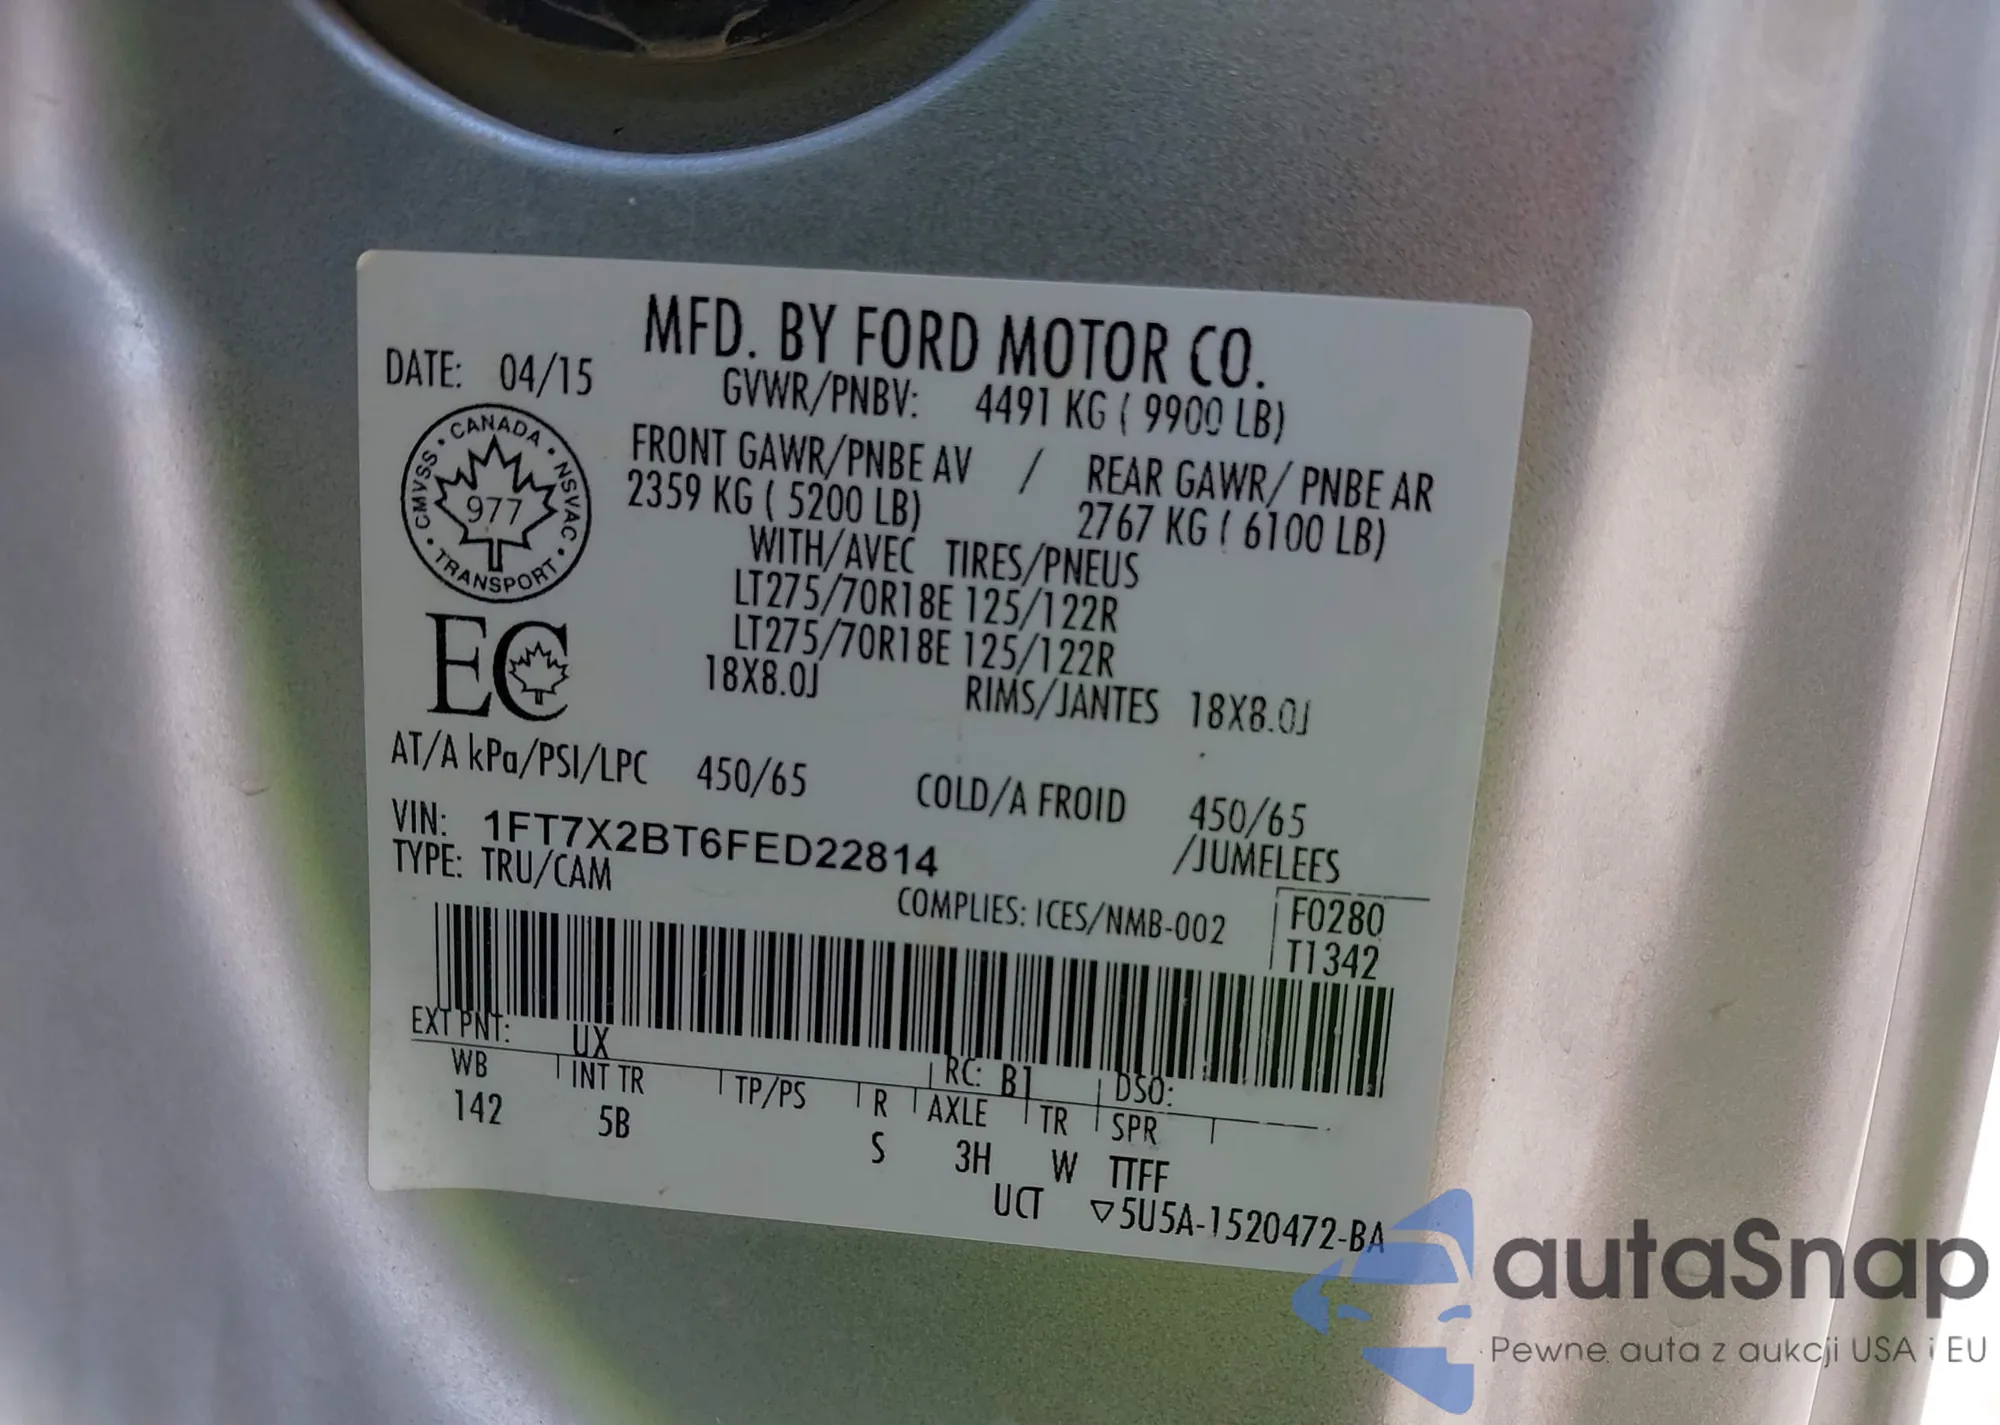 MFD. BY FORD MOTOR CO.
DATE: 04/15
GVWR/PNBV: 4491 KG ( 9900 LB)
FRONT GAWR/PNBE AV / REAR GAWR/ PNBE AR
2359 KG ( 5200 LB) 2767 KG ( 6100 LB)
WITH/AVEC TIRES/PNEUS
LT275/70R18E 125/122R
LT275/70R18E 125/122R
18X8.0J RIMS/JANTES 18X8.0J
CMVSS • CANADA • NSVAC • TRANSPORT •
977
EC
AT/A kPa/PSI/LPC 450/65 COLD/A FROID 450/65
VIN: 1FT7X2BT6FED22814 /JUMELEES
TYPE: TRU/CAM
COMPLIES: ICES/NMB-002
F0280
T1342
EXT PNT: UX RC: B1 DSO:
WB INT TR TP/PS R AXLE TR SPR
142 5B S 3H W TTFF
UCT ▽5U5A-1520472-BA
autaSnap
Pewne auta z aukcji USA i EU